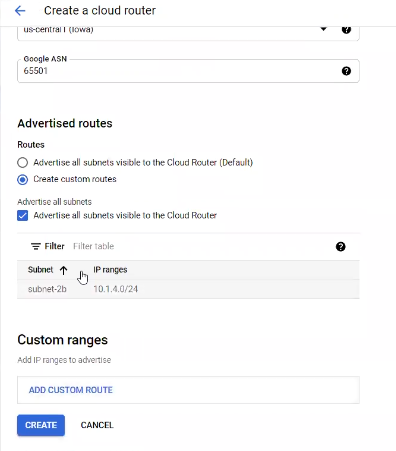 Create a cloud router
us-central1 (Iowa)
Google ASN
65501
Advertised routes
Routes
Advertise all subnets visible to the Cloud Router (Default)
Create custom routes
Advertise all subnets
Advertise all subnets visible to the Cloud Router
Filter Filter table
Subnet IP ranges
subnet-2b 10.1.4.0/24
Custom ranges
Add IP ranges to advertise
ADD CUSTOM ROUTE
CREATE CANCEL